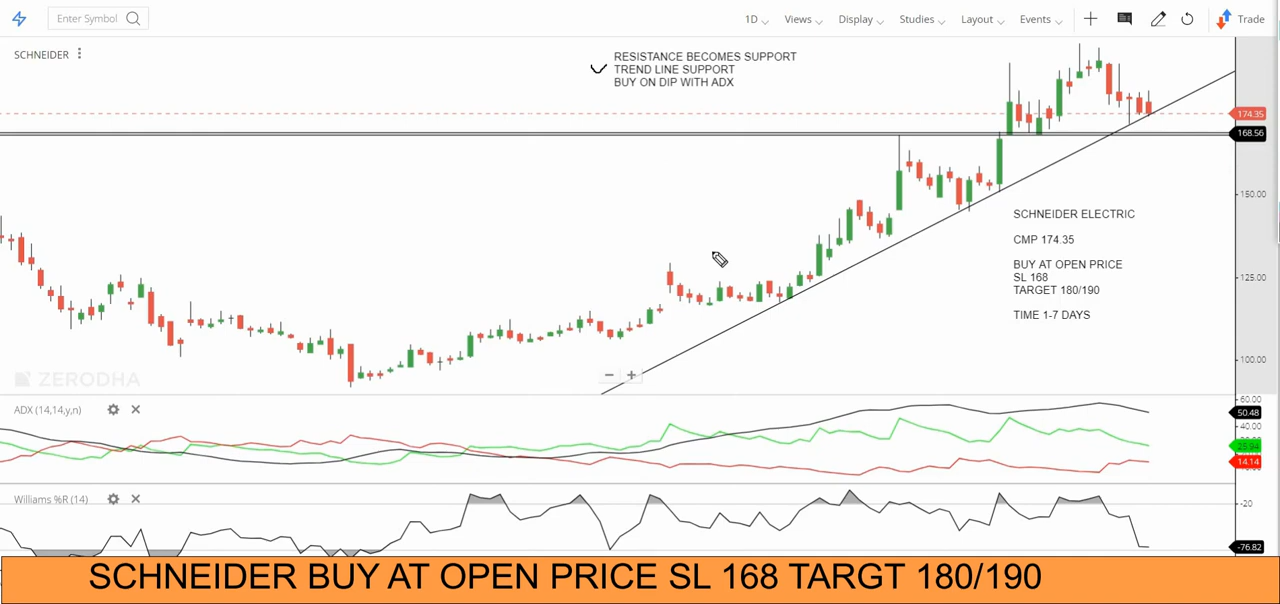 Enter Symbol
1D
Views
Display
Studies
Layout
Events
Trade
SCHNEIDER
RESISTANCE BECOMES SUPPORT
TREND LINE SUPPORT
BUY ON DIP WITH ADX
174.35
168.56
150.00
SCHNEIDER ELECTRIC
CMP 174.35
BUY AT OPEN PRICE
SL 168
TARGET 180/190
TIME 1-7 DAYS
125.00
100.00
ZERODHA
ADX (14,14,y,n)
60.00
50.48
40.00
14.14
Williams %R (14)
-20
-76.82
SCHNEIDER BUY AT OPEN PRICE SL 168 TARGT 180/190